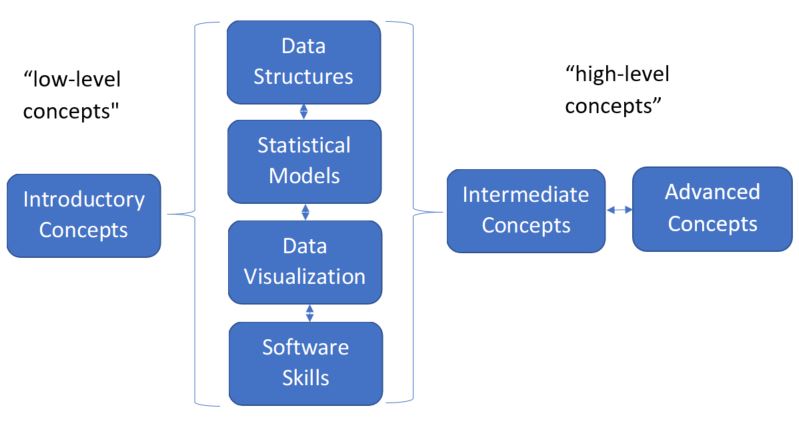 “low-level
concepts"
Introductory
Concepts
Data
Structures
Statistical
Models
Data
Visualization
Software
Skills
“high-level
concepts”
Intermediate
Concepts
Advanced
Concepts